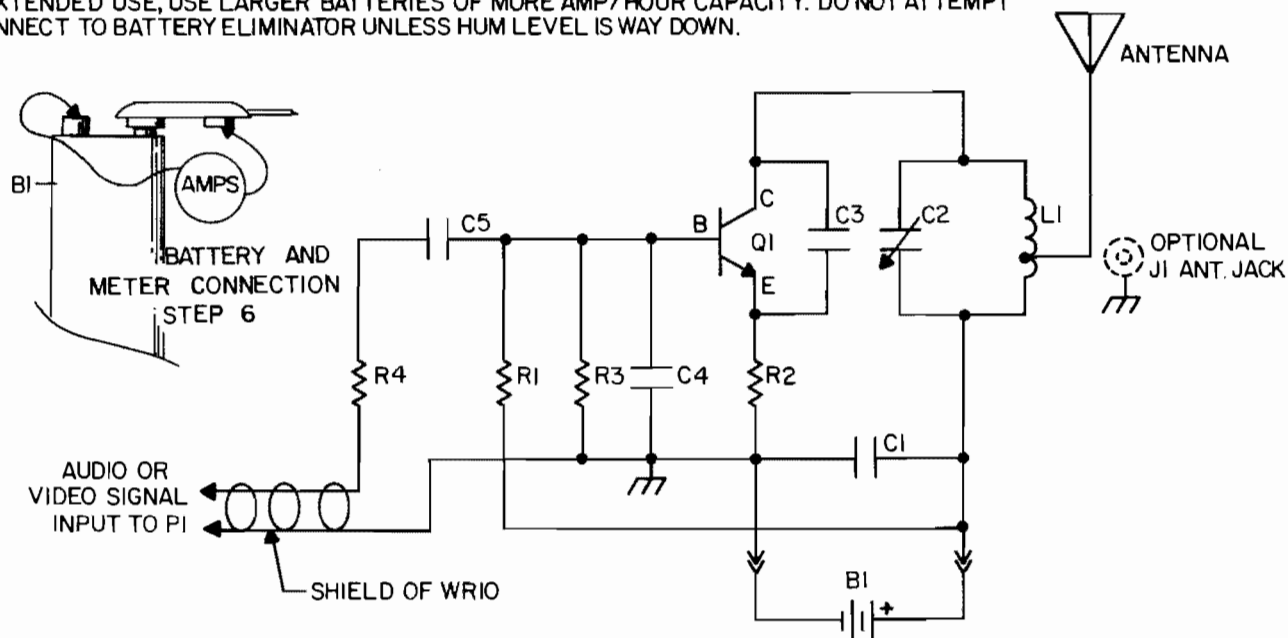 EXTENDED USE, USE LARGER BATTERIES OF MORE AMP/HOUR CAPACITY. DO NOT ATTEMPT
NNECT TO BATTERY ELIMINATOR UNLESS HUM LEVEL IS WAY DOWN.
ANTENNA
B1
AMPS
BATTERY AND
METER CONNECTION
STEP 6
C5
B
C
Q1
E
C3
C2
L1
OPTIONAL
J1 ANT. JACK
R4
R1
R3
C4
R2
C1
AUDIO OR
VIDEO SIGNAL
INPUT TO P1
SHIELD OF WR10
B1
+